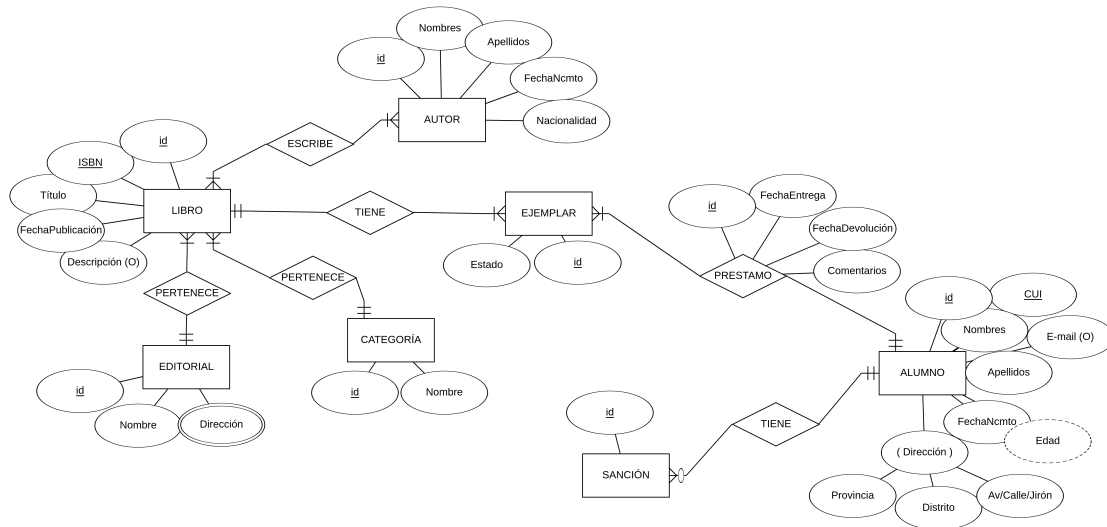 Nombres
id
Apellidos
FechaNcmto
AUTOR
Nacionalidad
ESCRIBE
id
ISBN
Título
LIBRO
FechaPublicación
Descripción (O)
TIENE
EJEMPLAR
Estado
id
id
FechaEntrega
FechaDevolución
Comentarios
PRESTAMO
PERTENECE
PERTENECE
EDITORIAL
id
Nombre
Dirección
CATEGORÍA
id
Nombre
id
CUI
Nombres
E-mail (O)
ALUMNO
Apellidos
FechaNcmto
Edad
( Dirección )
Provincia
Distrito
Av/Calle/Jirón
TIENE
id
SANCIÓN